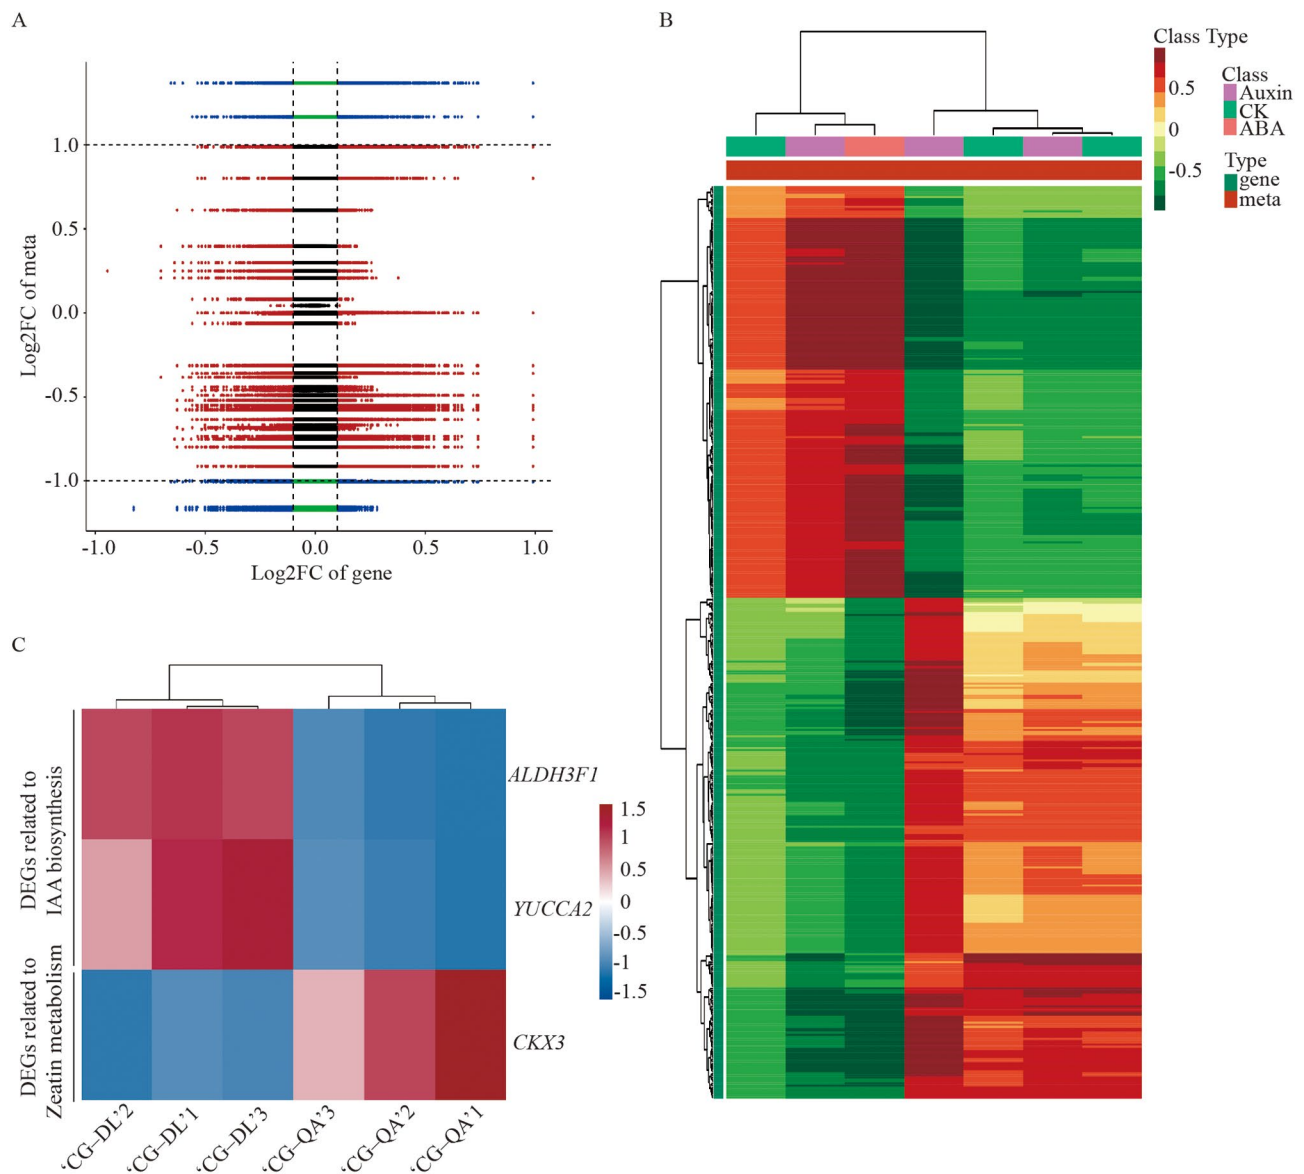 A
1.0
0.5
0.0
-0.5
-1.0
Log2FC of meta
-1.0 -0.5 0.0 0.5 1.0
Log2FC of gene
B
Class Type
0.5
0
-0.5
Class
Auxin
CK
ABA
Type
gene
meta
C
DEGs related to
IAA biosynthesis
DEGs related to
Zeatin metabolism
ALDH3F1
YUCCA2
CKX3
1.5
1
0.5
0
-0.5
-1
-1.5
‘CG–DL’2
‘CG–DL’1
‘CG–DL’3
‘CG–QA’3
‘CG–QA’2
‘CG–QA’1